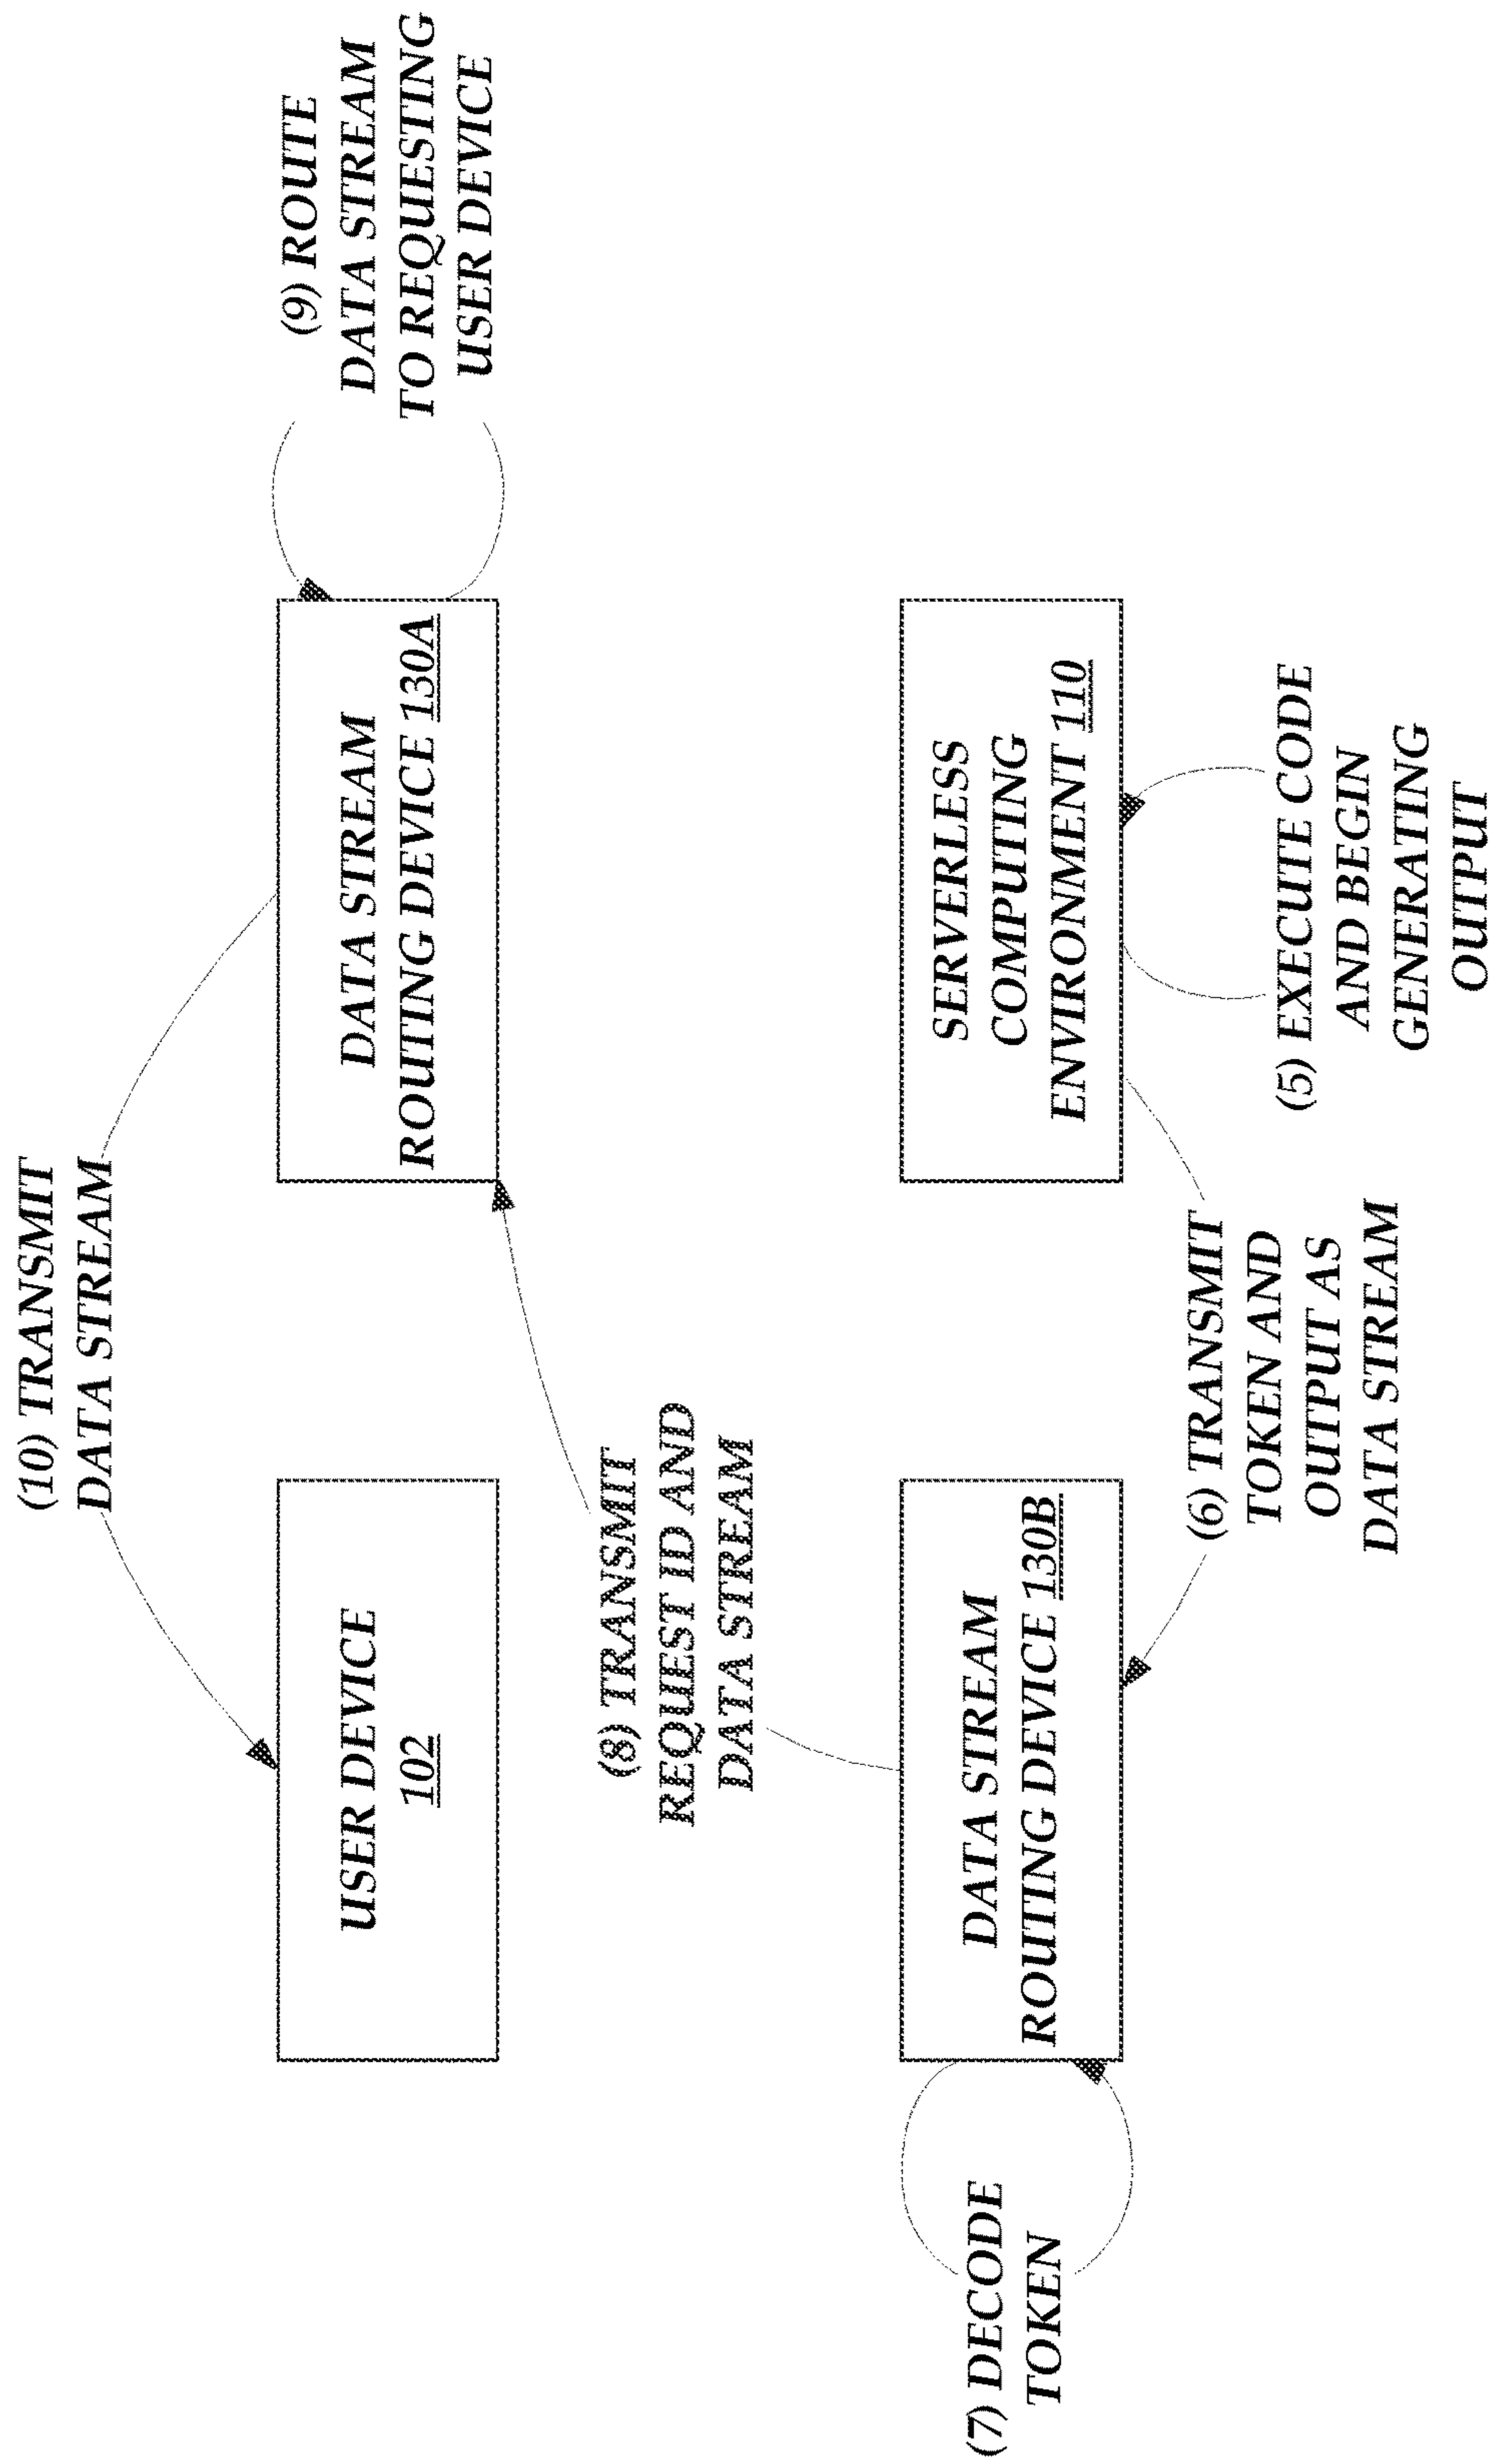 (10) TRANSMIT
DATA STREAM
USER DEVICE
102
DATA STREAM
ROUTING DEVICE 130A
(9) ROUTE
DATA STREAM
TO REQUESTING
USER DEVICE
(8) TRANSMIT
REQUEST ID AND
DATA STREAM
(7) DECODE
TOKEN
DATA STREAM
ROUTING DEVICE 130B
SERVERLESS
COMPUTING
ENVIRONMENT 110
(6) TRANSMIT
TOKEN AND
OUTPUT AS
DATA STREAM
(5) EXECUTE CODE
AND BEGIN
GENERATING
OUTPUT